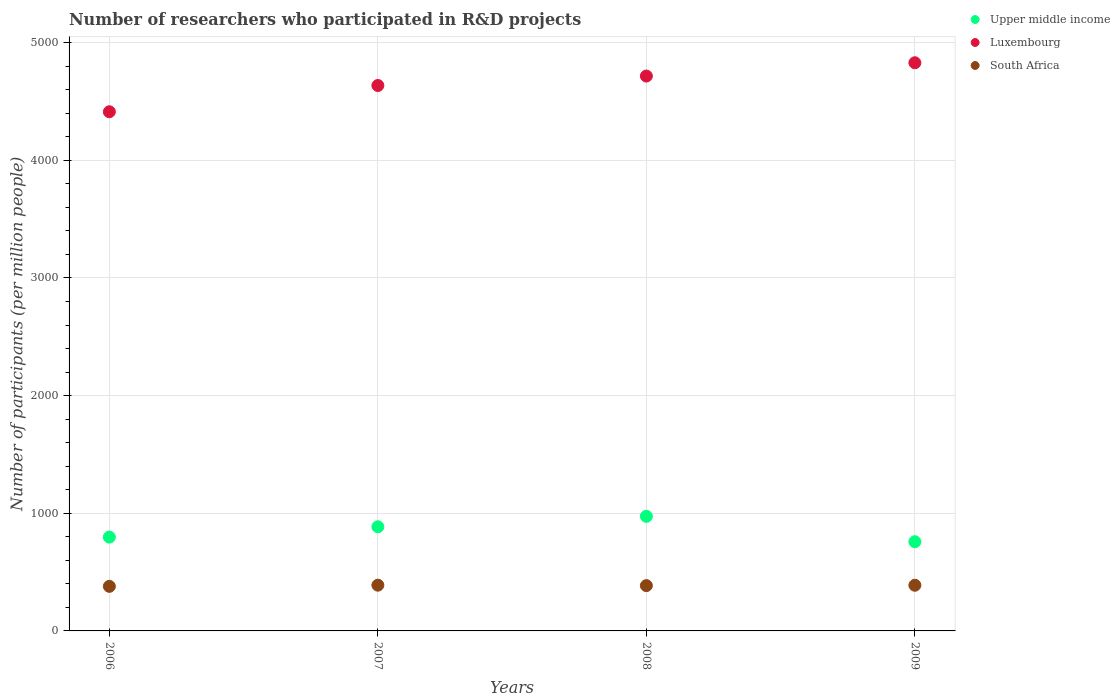 Number of researchers who participated in R&D projects
Upper middle income
Luxembourg
South Africa
Number of participants (per million people)
5000
4000
3000
2000
1000
0
2006
2007
2008
2009
Years